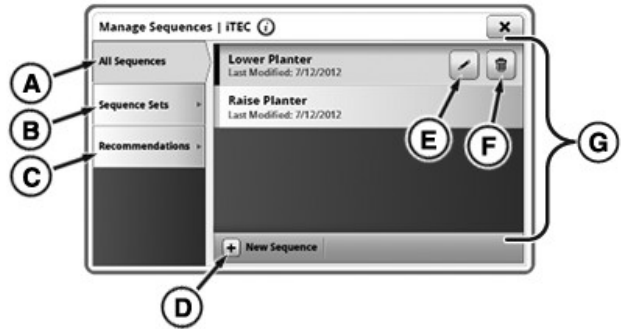 Manage Sequences | iTEC i
All Sequences
Sequence Sets
Recommendations
Lower Planter
Last Modified: 7/12/2012
Raise Planter
Last Modified: 7/12/2012
New Sequence
A
B
C
D
E
F
G